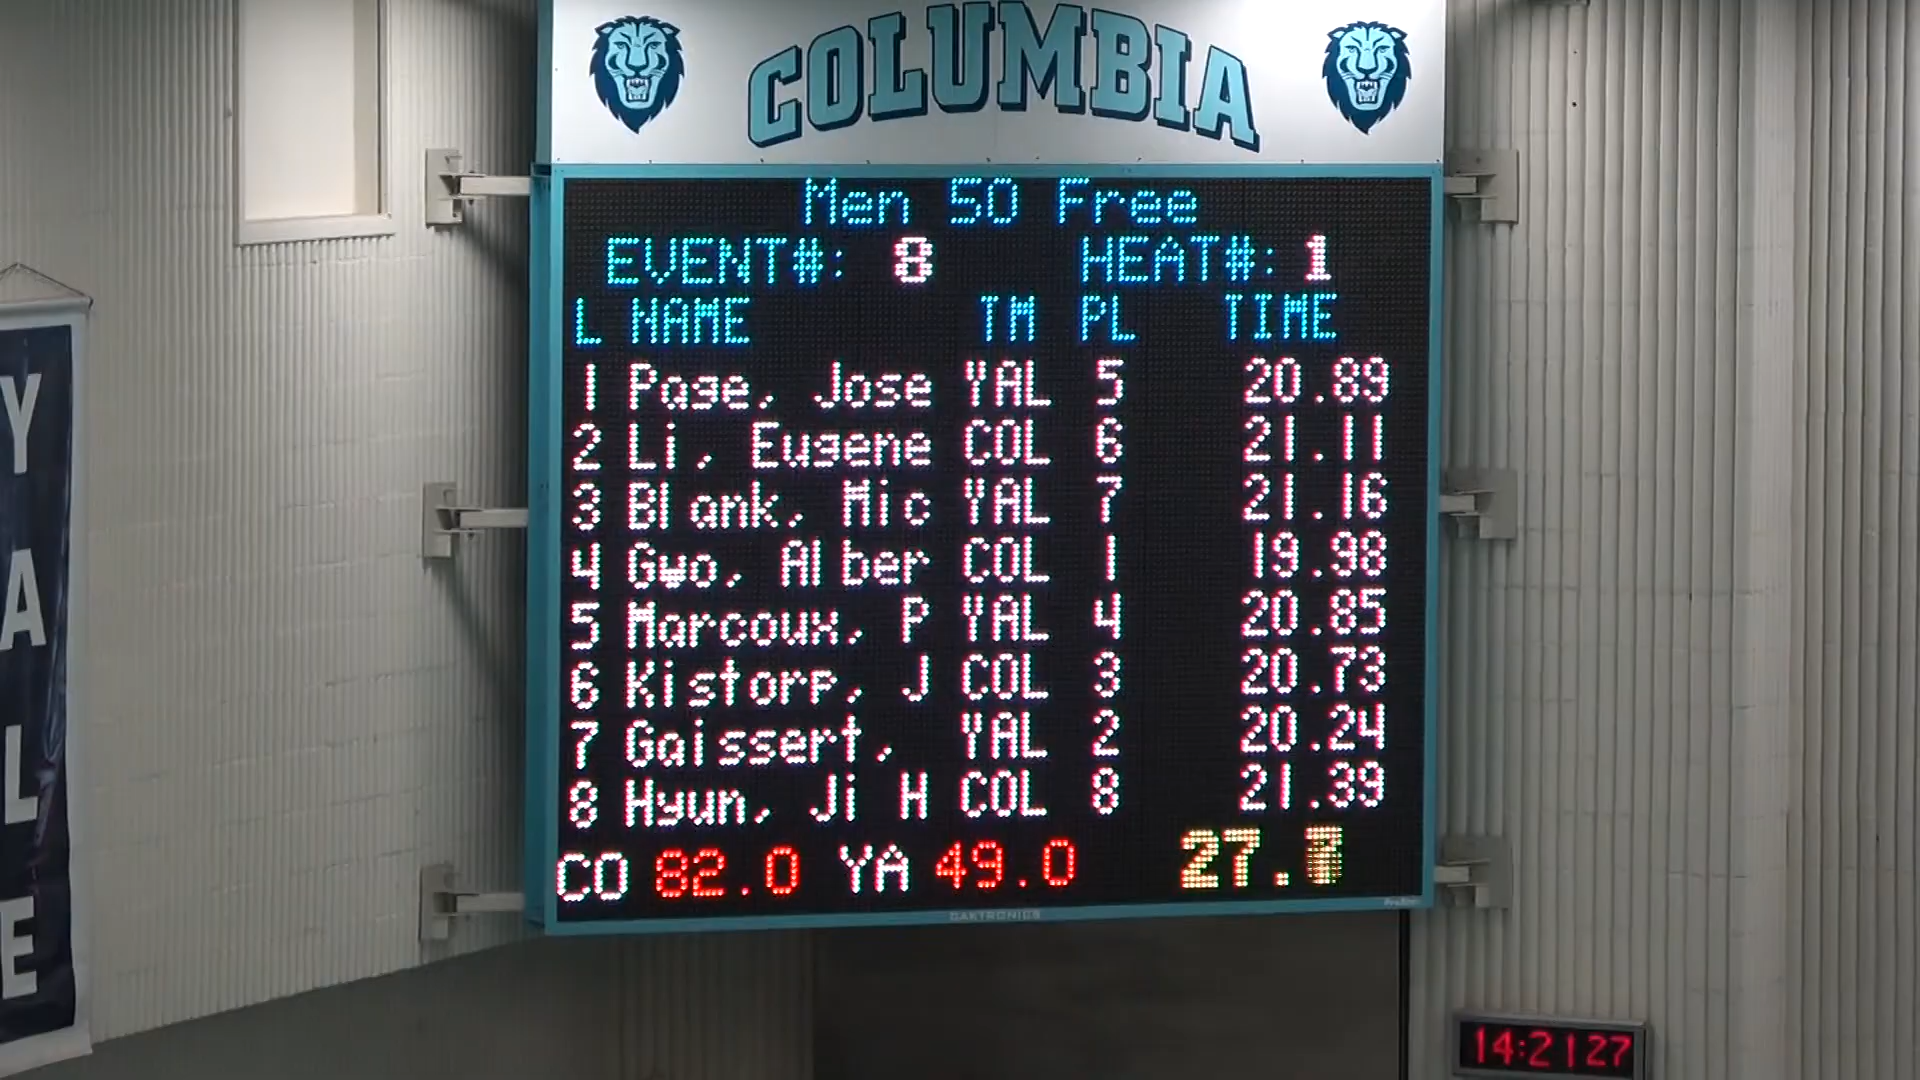 COLUMBIA
Men 50 Free
EVENT#: 8 HEAT#: 1
L NAME TM PL TIME
1 Page, Jose YAL 5 20.89
2 Li, Eugene COL 6 21.11
3 Blank, Mic YAL 7 21.16
4 Gwo, Alber COL 1 19.98
5 Marcoux, P YAL 4 20.85
6 Kistorp, J COL 3 20.73
7 Gaissert, YAL 2 20.24
8 Hyun, Ji H COL 8 21.39
CO 82.0 YA 49.0 27.
DAKTRONICS
YALE
14:21 27